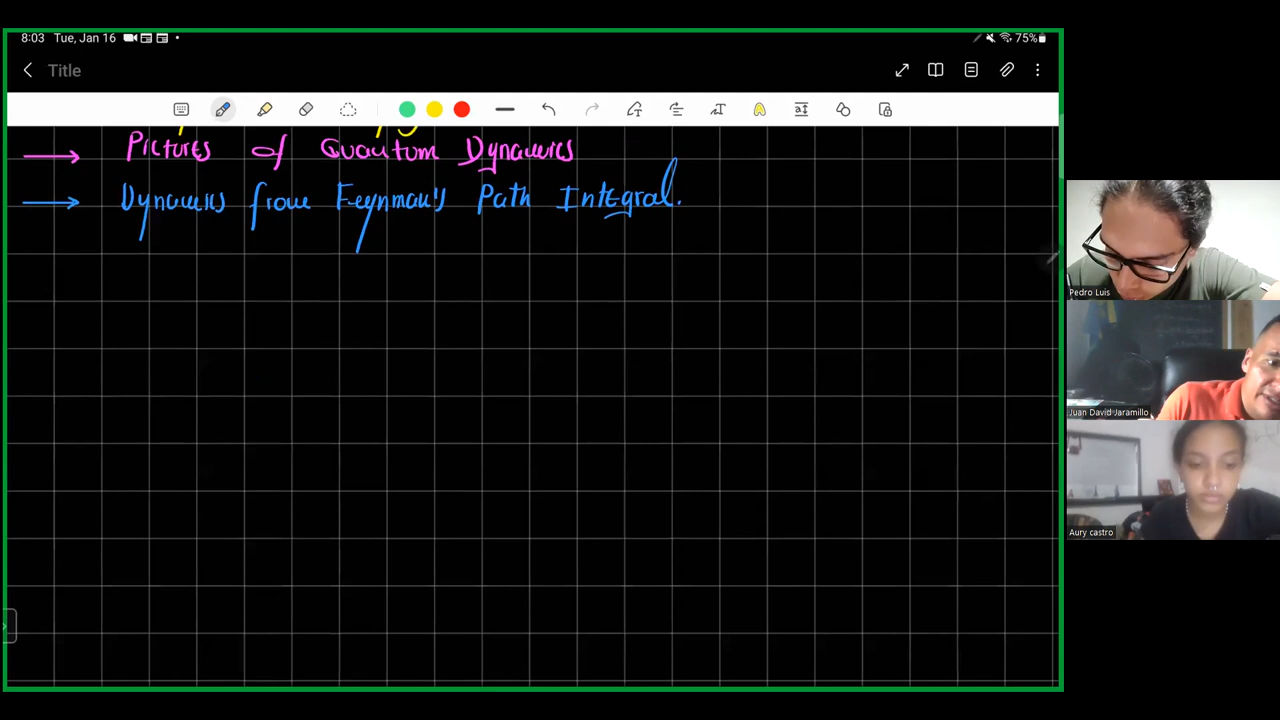 8:03 Tue, Jan 16
75%
Title
→ Pictures of Quantum Dynamics
→ Dynamics from Feynman's Path Integral.
Pedro Luis
Juan David Jaramillo
Aury castro